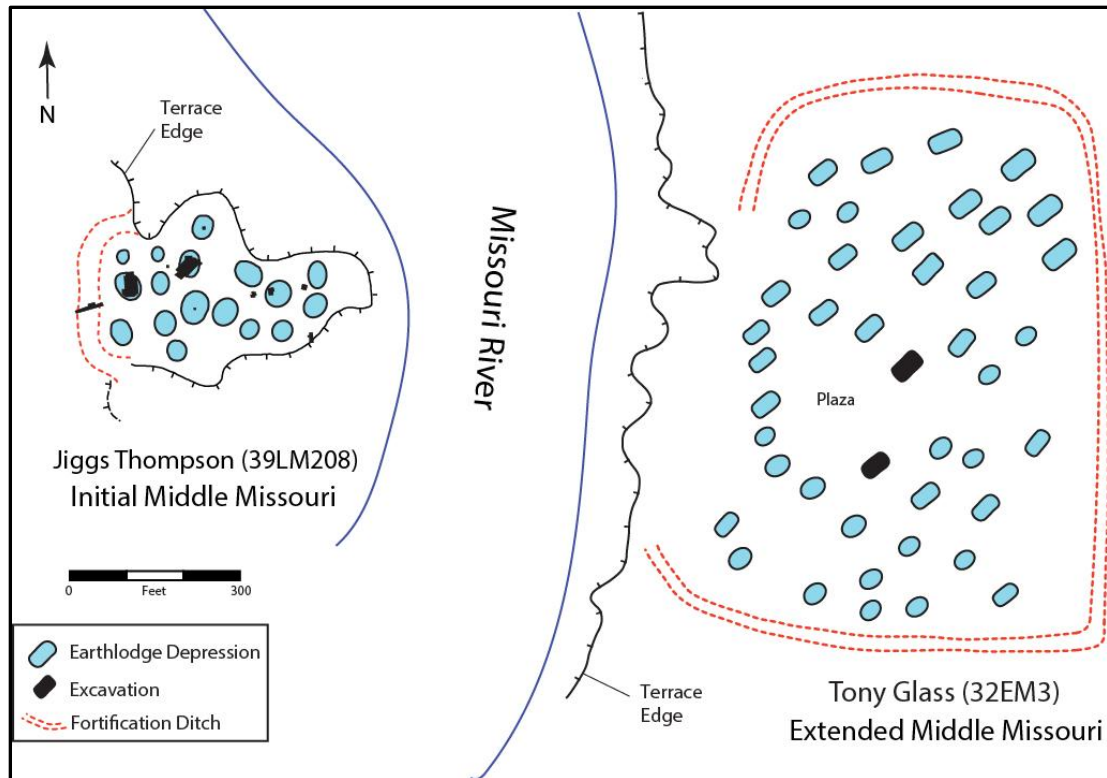 N
Terrace
Edge
Missouri River
Plaza
Jiggs Thompson (39LM208)
Initial Middle Missouri
0
Feet
300
Earthlodge Depression
Excavation
Fortification Ditch
Terrace
Edge
Tony Glass (32EM3)
Extended Middle Missouri